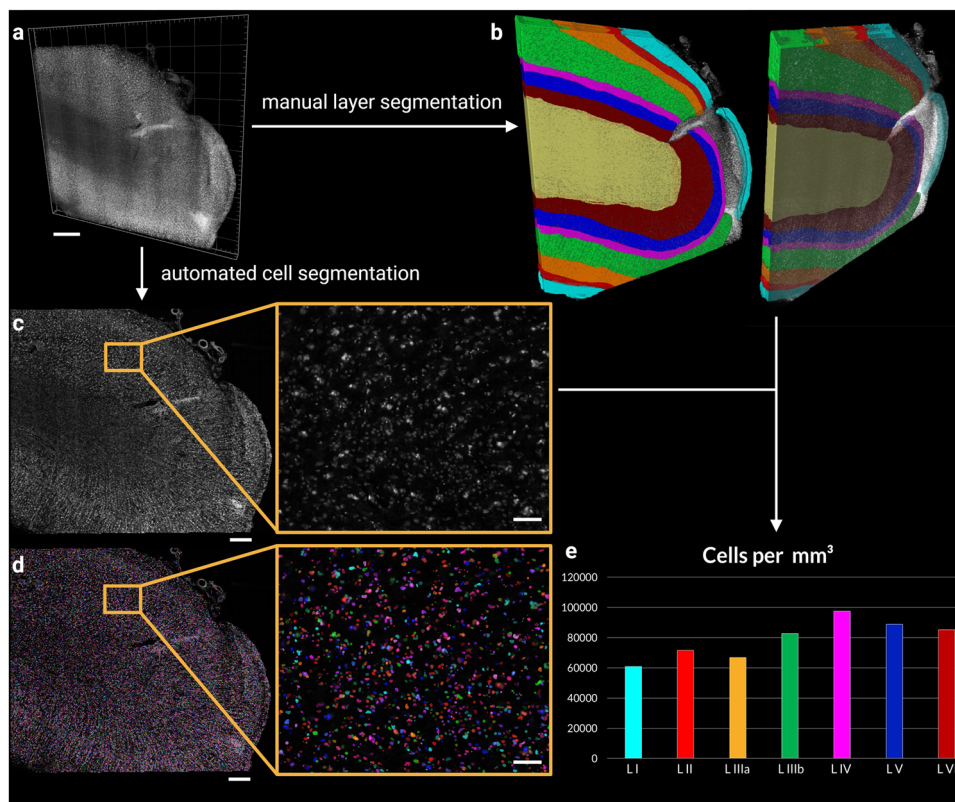 a
manual layer segmentation
b
automated cell segmentation
c
d
e
Cells per mm³
120000
100000
80000
60000
40000
20000
0
L I
L II
L IIIa
L IIIb
L IV
L V
L V